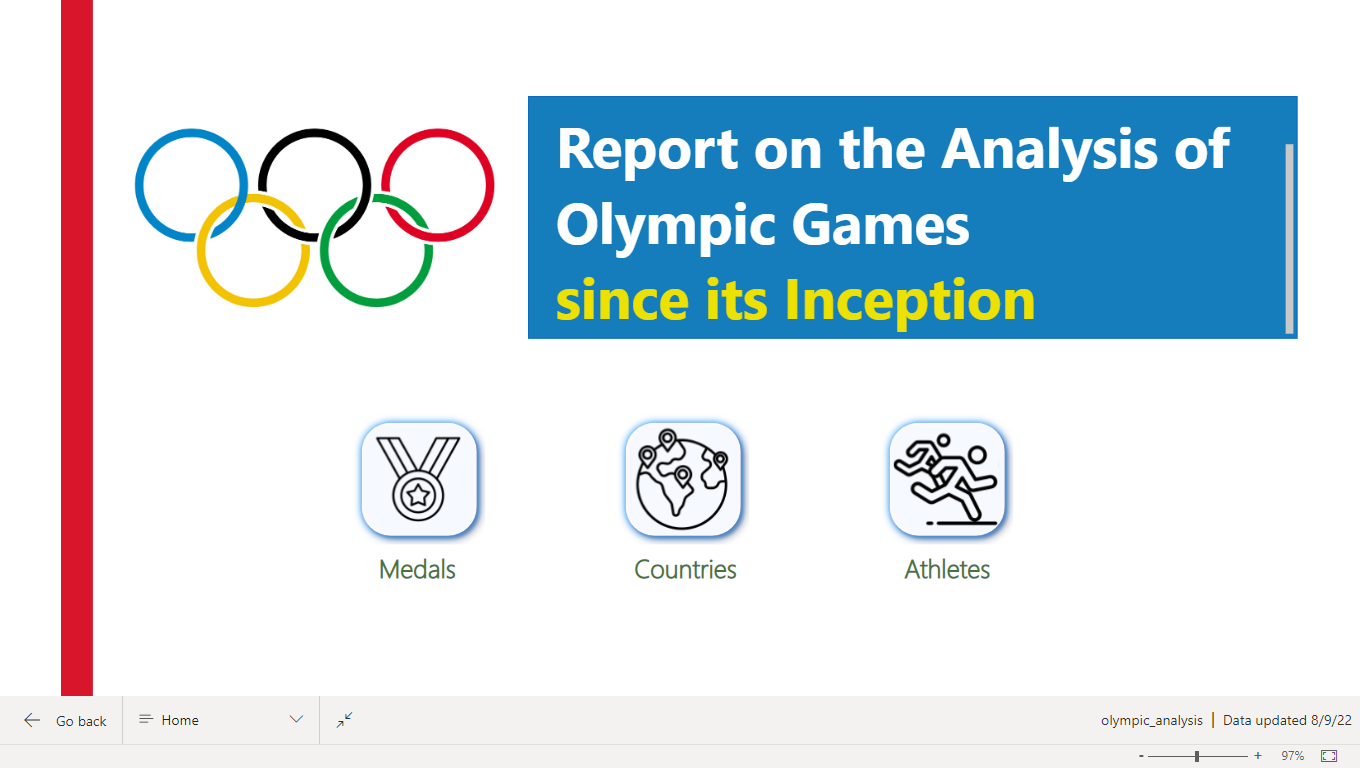 Report on the Analysis of
Olympic Games
since its Inception
Medals
Countries
Athletes
Go back
Home
olympic_analysis | Data updated 8/9/22
- + 97%